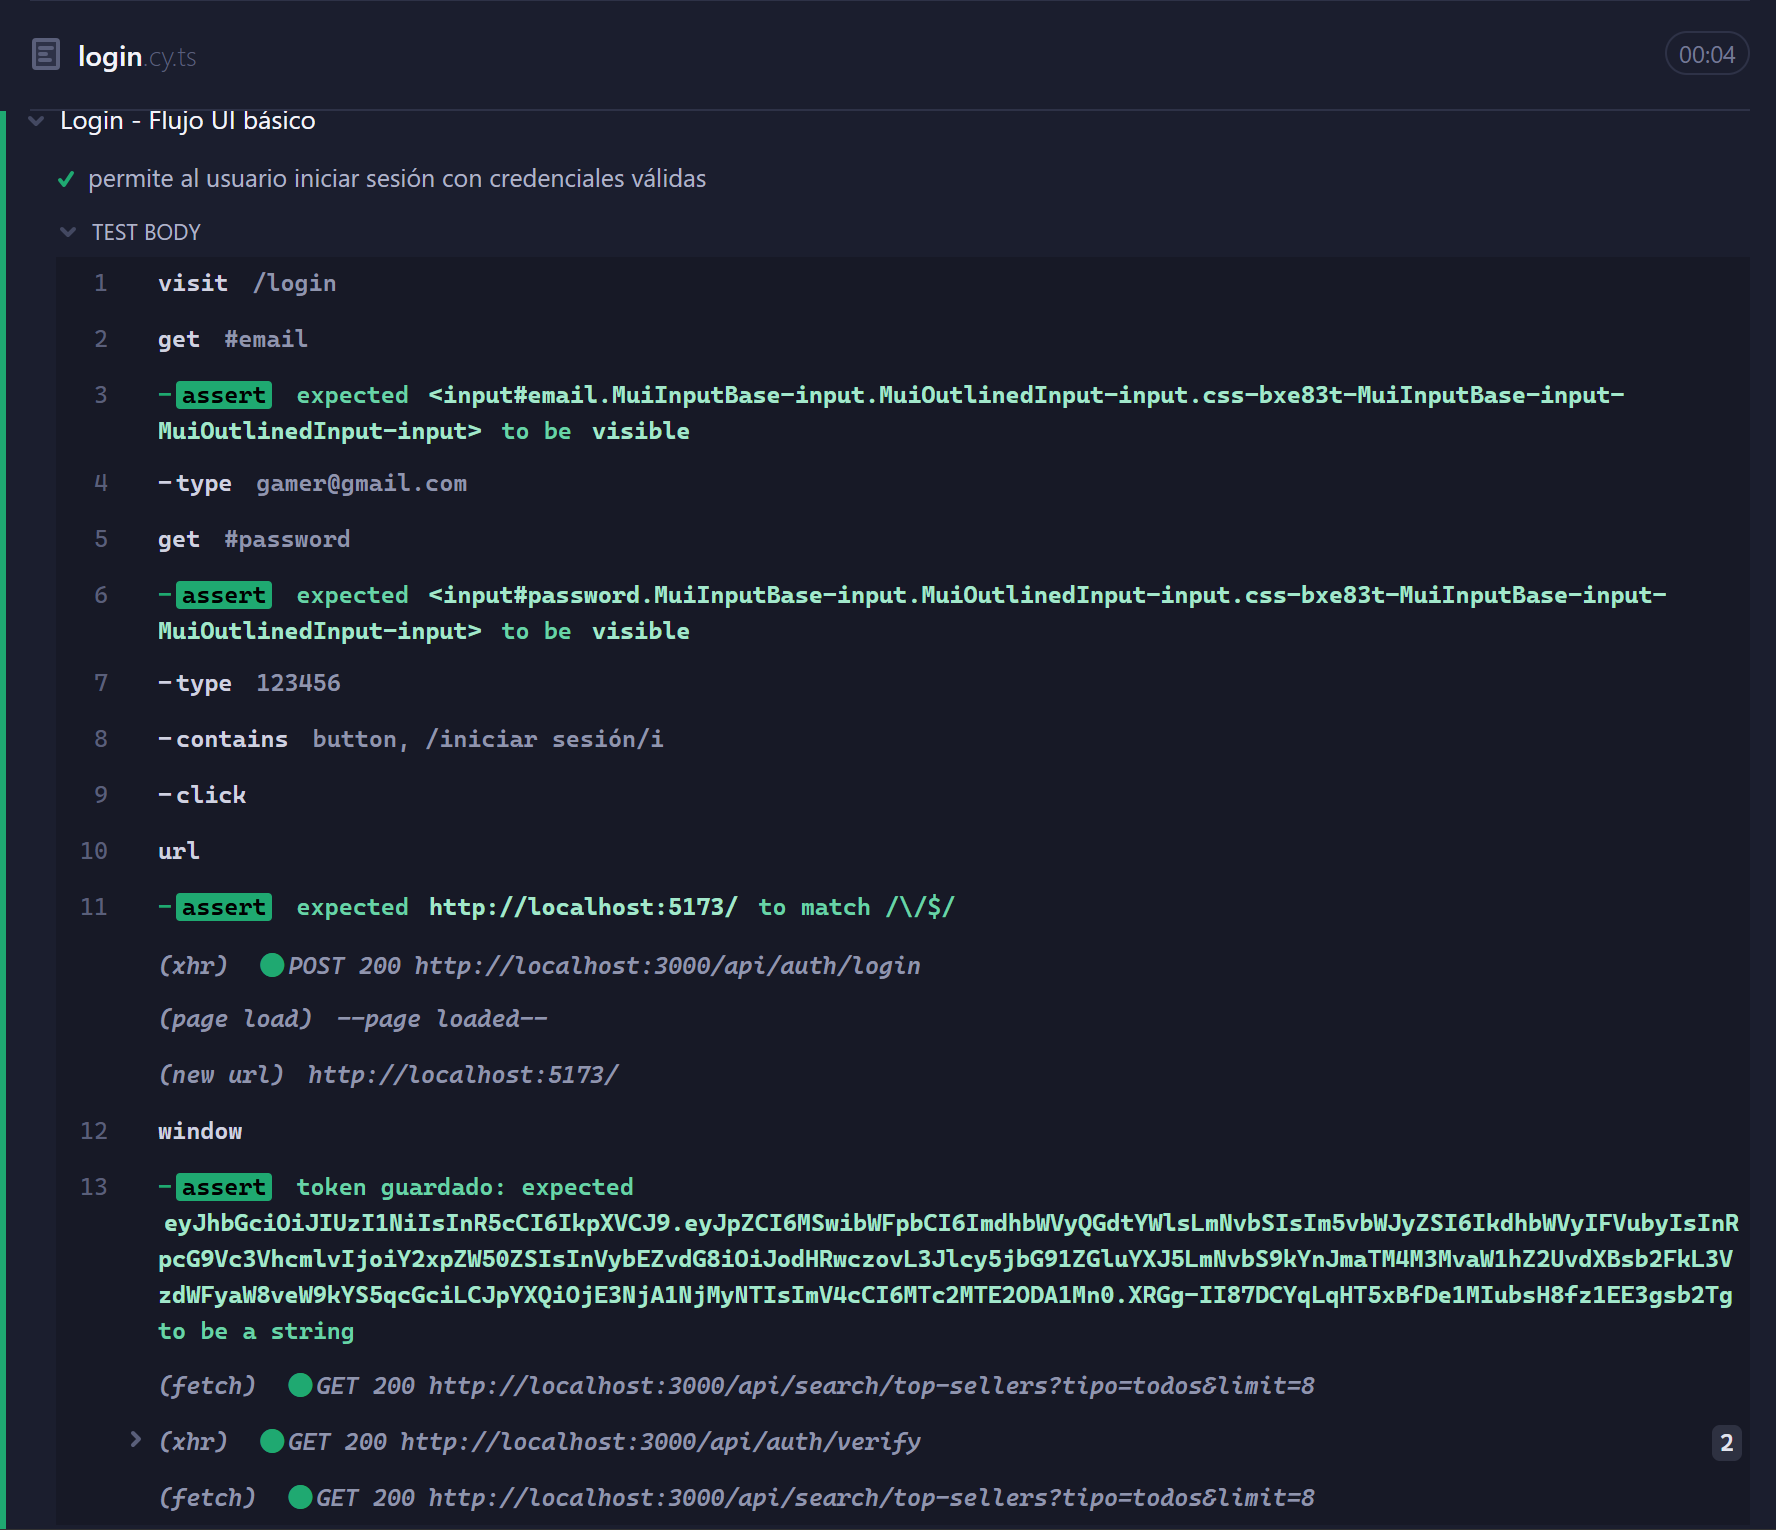 login.cy.ts
00:04
Login - Flujo UI básico
permite al usuario iniciar sesión con credenciales válidas
TEST BODY
1 visit /login
2 get #email
3 -assert expected <input#email.MuiInputBase-input.MuiOutlinedInput-input.css-bxe83t-MuiInputBase-input-
MuiOutlinedInput-input> to be visible
4 -type gamer@gmail.com
5 get #password
6 -assert expected <input#password.MuiInputBase-input.MuiOutlinedInput-input.css-bxe83t-MuiInputBase-input-
MuiOutlinedInput-input> to be visible
7 -type 123456
8 -contains button, /iniciar sesión/i
9 -click
10 url
11 -assert expected http://localhost:5173/ to match /\/$/
(xhr) POST 200 http://localhost:3000/api/auth/login
(page load) --page loaded--
(new url) http://localhost:5173/
12 window
13 -assert token guardado: expected
eyJhbGciOiJIUzI1NiIsInR5cCI6IkpXVCJ9.eyJpZCI6MSwibWFpbCI6ImdhbWVyQGdtYWlsLmNvbSIsIm5vbWJyZSI6IkdhbWVyIFVubyIsInR
pcG9Vc3VhcmlvIjoiY2xpZW50ZSIsInVybEZvdG8iOiJodHRwczovL3Jlcy5jbG91ZGluYXJ5LmNvbS9kYnJmaTM4M3MvaW1hZ2UvdXBsb2FkL3V
zdWFyaW8veW9kYS5qcGciLCJpYXQiOjE3NjA1NjMyNTIsImV4cCI6MTc2MTE2ODA1Mn0.XRGg-II87DCYqLqHT5xBfDe1MIubsH8fz1EE3gsb2Tg
to be a string
(fetch) GET 200 http://localhost:3000/api/search/top-sellers?tipo=todos&limit=8
(xhr) GET 200 http://localhost:3000/api/auth/verify 2
(fetch) GET 200 http://localhost:3000/api/search/top-sellers?tipo=todos&limit=8